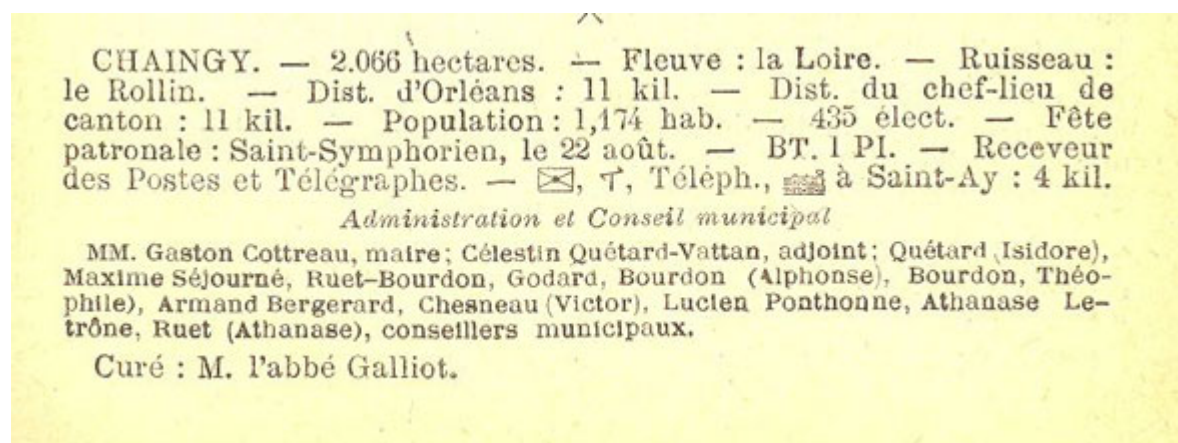 CHAINGY. — 2.066 hectares. — Fleuve : la Loire. — Ruisseau :
le Rollin. — Dist. d'Orléans : 11 kil. — Dist. du chef-lieu de
canton : 11 kil. — Population : 1,174 hab. — 435 élect. — Fête
patronale : Saint-Symphorien, le 22 août. — BT. 1 PI. — Receveur
des Postes et Télégraphes. — , , Téléph., à Saint-Ay : 4 kil.
Administration et Conseil municipal
MM. Gaston Cottreau, maire; Célestin Quétard-Vattan, adjoint; Quétard (Isidore),
Maxime Séjourné, Ruet-Bourdon, Godard, Bourdon (Alphonse), Bourdon, Théo-
phile), Armand Bergerard, Chesneau (Victor), Lucien Ponthonne, Athanase Le-
trône, Ruet (Athanase), conseillers municipaux.
Curé : M. l'abbé Galliot.